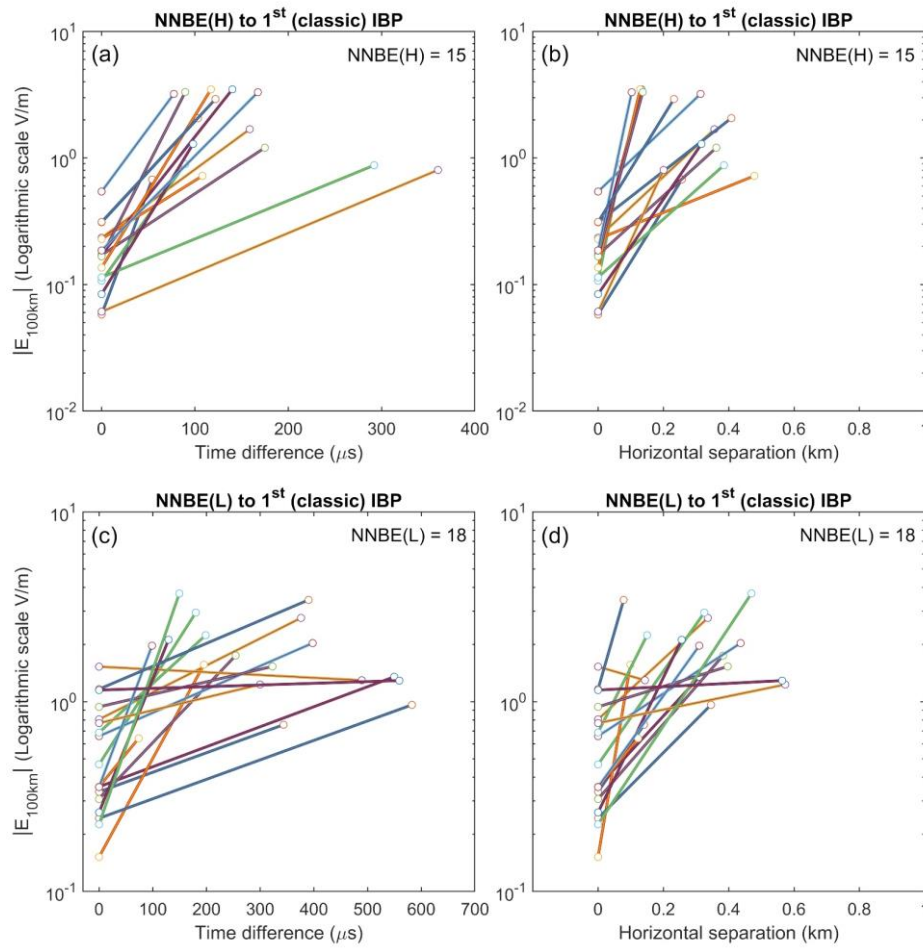 NNBE(H) to 1st (classic) IBP
(a)
NNBE(H) = 15
10^1
10^0
10^-1
10^-2
|E_100km| (Logarithmic scale V/m)
0 100 200 300 400
Time difference (μs)
NNBE(H) to 1st (classic) IBP
(b)
NNBE(H) = 15
10^1
10^0
10^-1
10^-2
0 0.2 0.4 0.6 0.8 1
Horizontal separation (km)
NNBE(L) to 1st (classic) IBP
(c)
NNBE(L) = 18
10^1
10^0
10^-1
|E_100km| (Logarithmic scale V/m)
0 100 200 300 400 500 600 700
Time difference (μs)
NNBE(L) to 1st (classic) IBP
(d)
NNBE(L) = 18
10^1
10^0
10^-1
0 0.2 0.4 0.6 0.8 1
Horizontal separation (km)